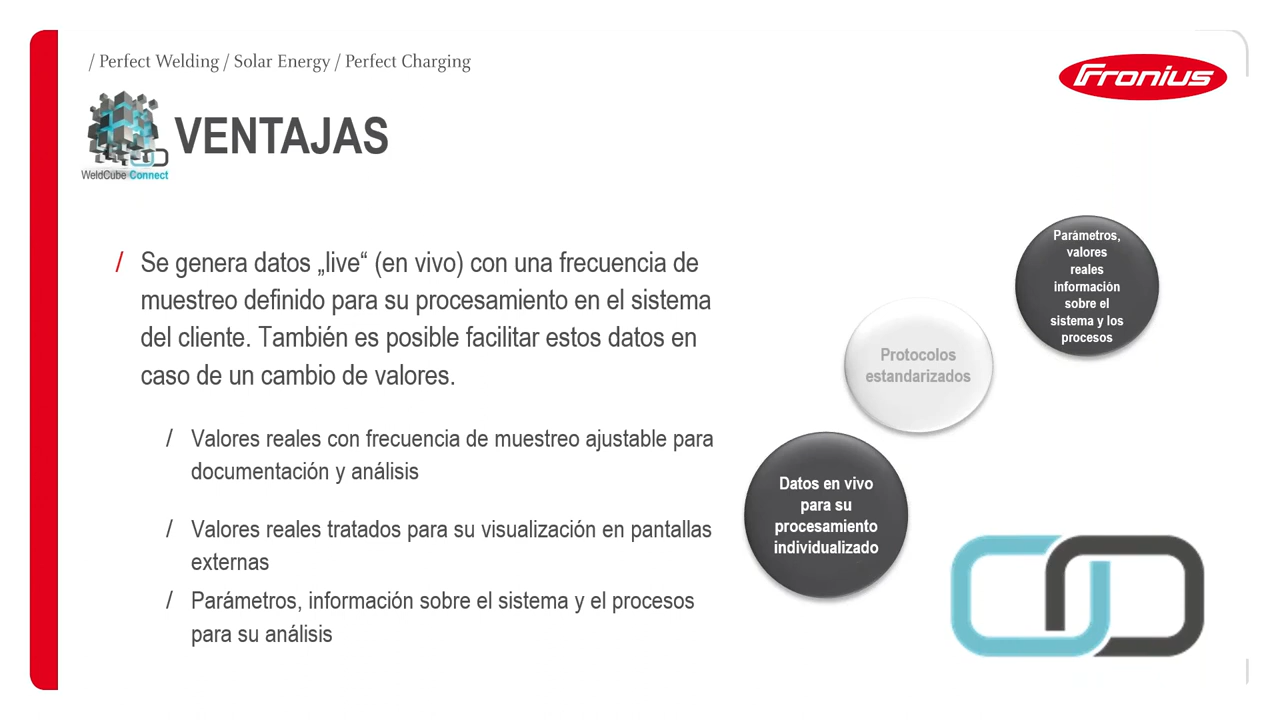 / Perfect Welding / Solar Energy / Perfect Charging
Fronius
VENTAJAS
WeldCube Connect
/ Se genera datos „live“ (en vivo) con una frecuencia de
muestreo definido para su procesamiento en el sistema
del cliente. También es posible facilitar estos datos en
caso de un cambio de valores.
/ Valores reales con frecuencia de muestreo ajustable para
documentación y análisis
/ Valores reales tratados para su visualización en pantallas
externas
/ Parámetros, información sobre el sistema y el procesos
para su análisis
Parámetros,
valores
reales
información
sobre el
sistema y los
procesos
Protocolos
estandarizados
Datos en vivo
para su
procesamiento
individualizado